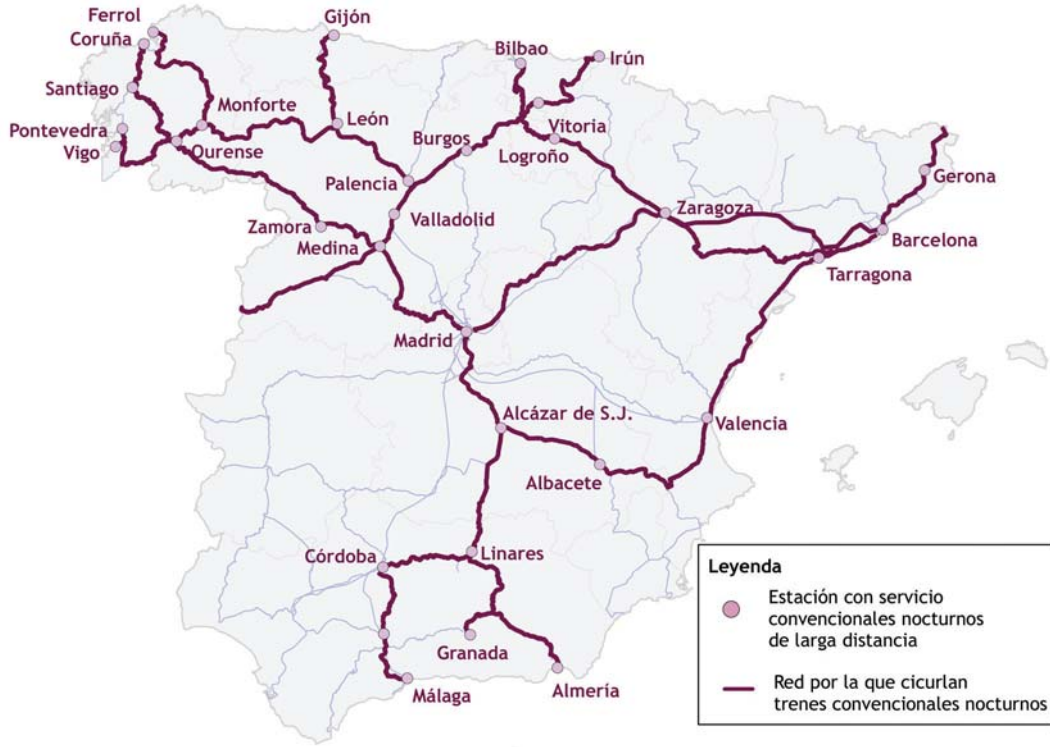 Ferrol
Gijón
Coruña
Bilbao
Irún
Santiago
Monforte
León
Vitoria
Pontevedra
Burgos
Vigo
Ourense
Logroño
Gerona
Palencia
Zaragoza
Valladolid
Zamora
Barcelona
Medina
Tarragona
Madrid
Alcázar de S.J.
Valencia
Albacete
Córdoba
Linares
Granada
Málaga
Almería
Leyenda
Estación con servicio
convencionales nocturnos
de larga distancia
Red por la que cicurlan
trenes convencionales nocturnos